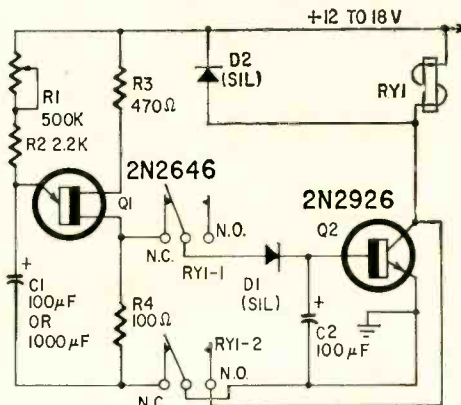 +12 TO 18V
D2
(SIL)
RY1
R3
470Ω
R1
500K
R2 2.2K
2N2646
Q1
2N2926
Q2
N.O.
N.C.
RY1-1
D1
(SIL)
C1
100µF
OR
1000µF
R4
100Ω
+
+
C2
100µF
RY1-2
N.O.
N.C.